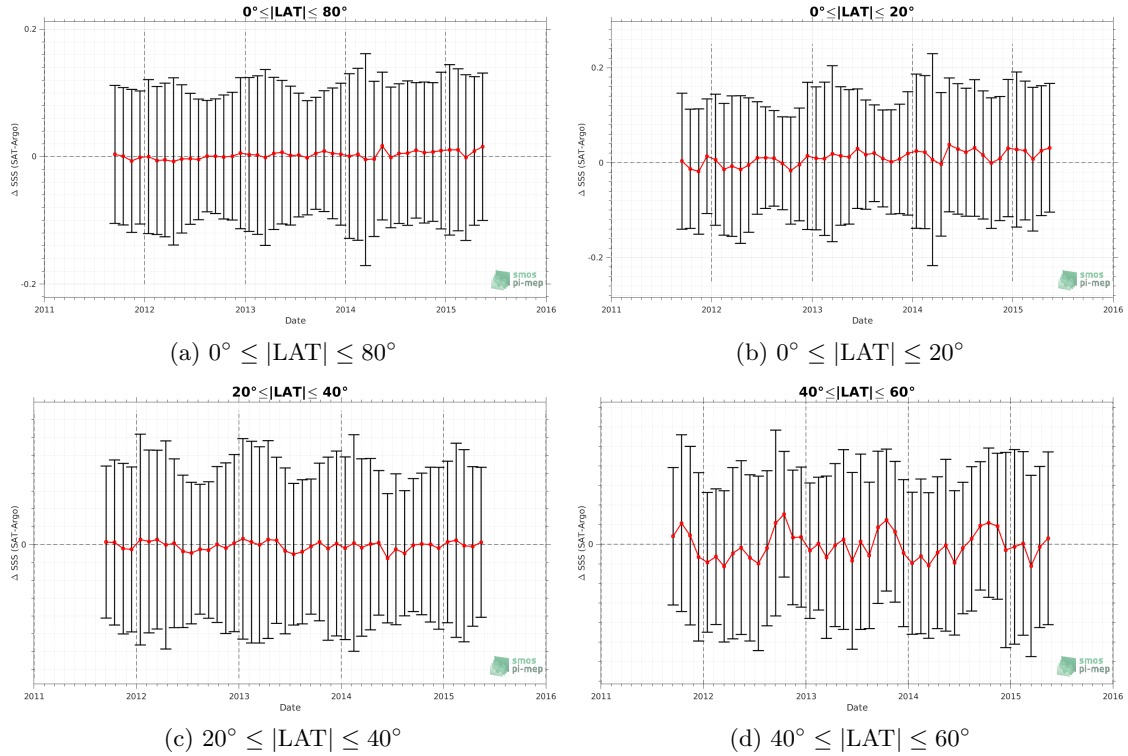 0°≤|LAT|≤ 80°
0.2
0
-0.2
Δ SSS (SAT-Argo)
2011 2012 2013 2014 2015 2016
Date
smos
pi-mep
(a) 0° ≤ |LAT| ≤ 80°
0°≤|LAT|≤ 20°
0.2
0
-0.2
Δ SSS (SAT-Argo)
2011 2012 2013 2014 2015 2016
Date
smos
pi-mep
(b) 0° ≤ |LAT| ≤ 20°
20°≤|LAT|≤ 40°
0
Δ SSS (SAT-Argo)
2011 2012 2013 2014 2015 2016
Date
smos
pi-mep
(c) 20° ≤ |LAT| ≤ 40°
40°≤|LAT|≤ 60°
0
Δ SSS (SAT-Argo)
2011 2012 2013 2014 2015 2016
Date
smos
pi-mep
(d) 40° ≤ |LAT| ≤ 60°